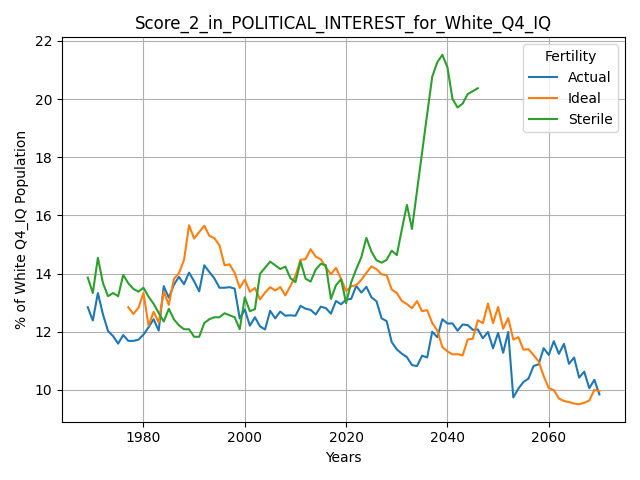 Score_2_in_POLITICAL_INTEREST_for_White_Q4_IQ
% of White Q4_IQ Population
22
20
18
16
14
12
10
Fertility
Actual
Ideal
Sterile
1980 2000 2020 2040 2060
Years